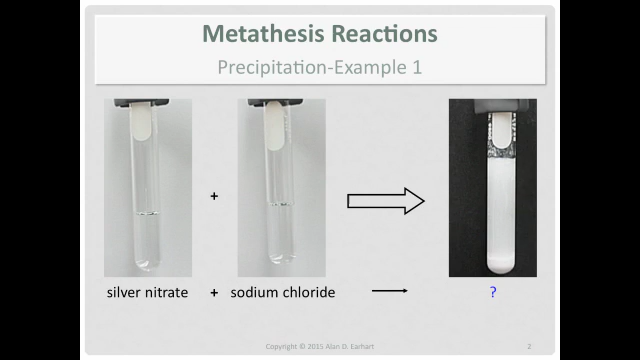 Metathesis Reactions
Precipitation-Example 1
+
silver nitrate + sodium chloride ?
Copyright © 2015 Alan D. Earhart 2